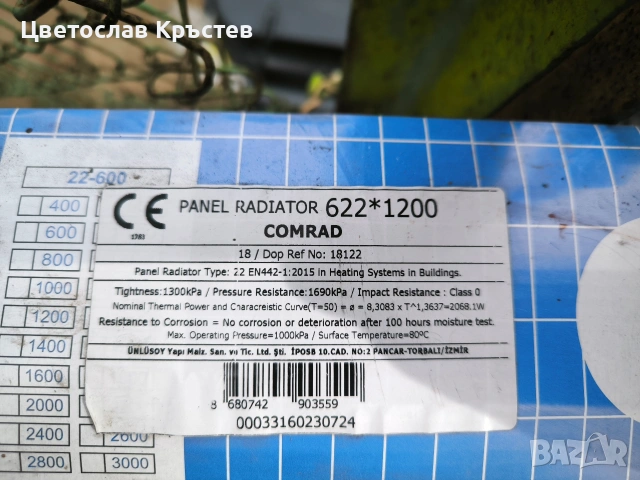 Цветослав Кръстев
22-600
400
600
800
1000
1200
1400
1600
2000
2400 2600
2800 3000
CE PANEL RADIATOR 622*1200
1783 COMRAD
18 / Dop Ref No: 18122
Panel Radiator Type: 22 EN442-1:2015 in Heating Systems in Buildings.
Tightness:1300kPa / Pressure Resistance:1690kPa / Impact Resistance : Class 0
Nominal Thermal Power and Characreistic Curve(T=50) = ø = 8,3083 x T^1,3637=2068.1W
Resistance to Corrosion = No corrosion or deterioration after 100 hours moisture test.
Max. Operating Pressure=1000kPa / Surface Temperature=80ºC
ÜNLÜSOY Yapı Malz. San. ve Tic. Ltd. Şti. İPOSB 10.CAD. NO:2 PANCAR-TORBALI/İZMİR
8 680742 903559
00033160230724
BAZAR
bg